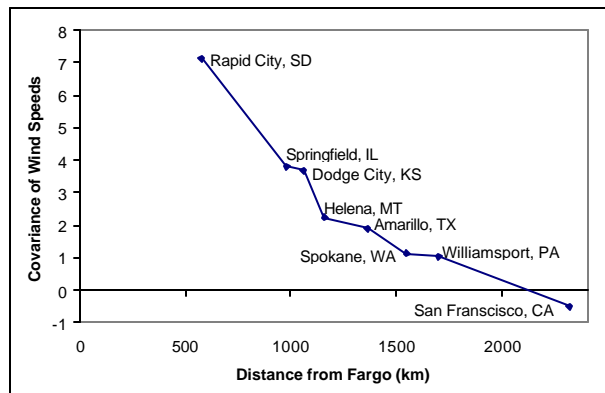 8
7
6
5
4
3
2
1
0
-1
Covariance of Wind Speeds
Rapid City, SD
Springfield, IL
Dodge City, KS
Helena, MT
Amarillo, TX
Spokane, WA
Williamsport, PA
San Franscisco, CA
0 500 1000 1500 2000
Distance from Fargo (km)